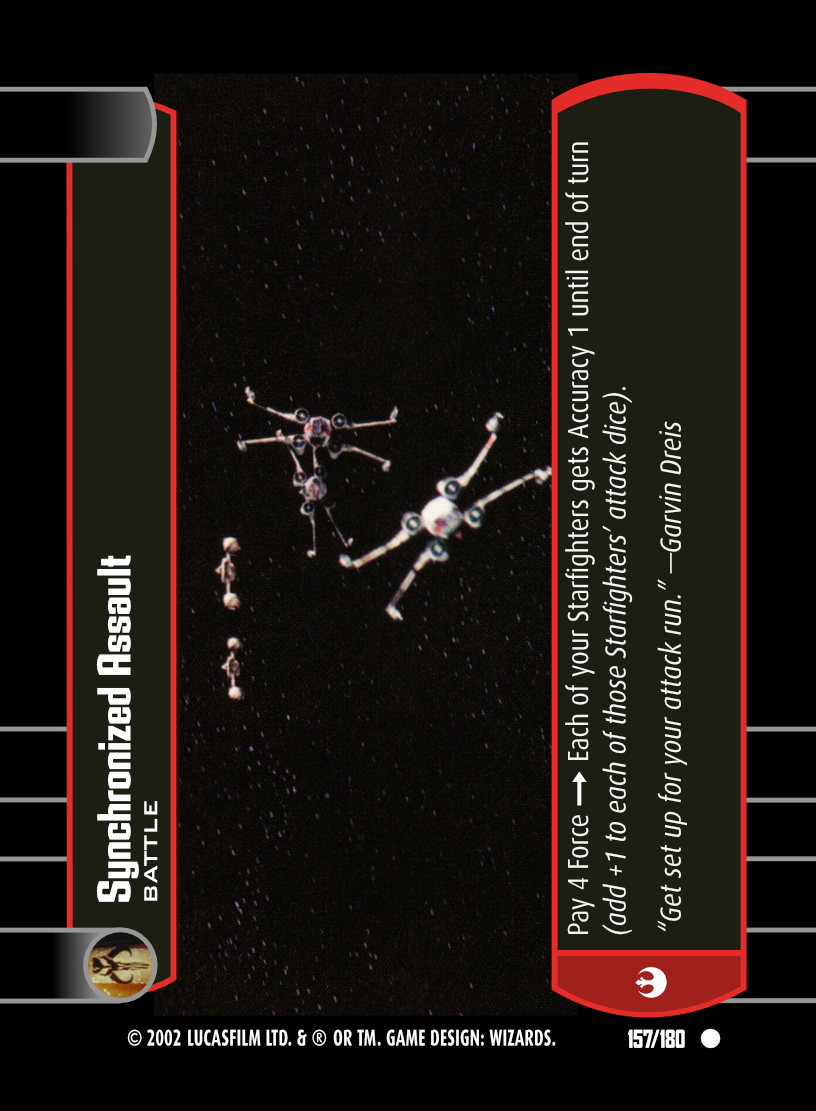 Synchronized Assault
BATTLE
Pay 4 Force → Each of your Starfighters gets Accuracy 1 until end of turn
(add +1 to each of those Starfighters’ attack dice).
“Get set up for your attack run.” —Garvin Dreis
© 2002 LUCASFILM LTD. & ® OR TM. GAME DESIGN: WIZARDS.
157/180